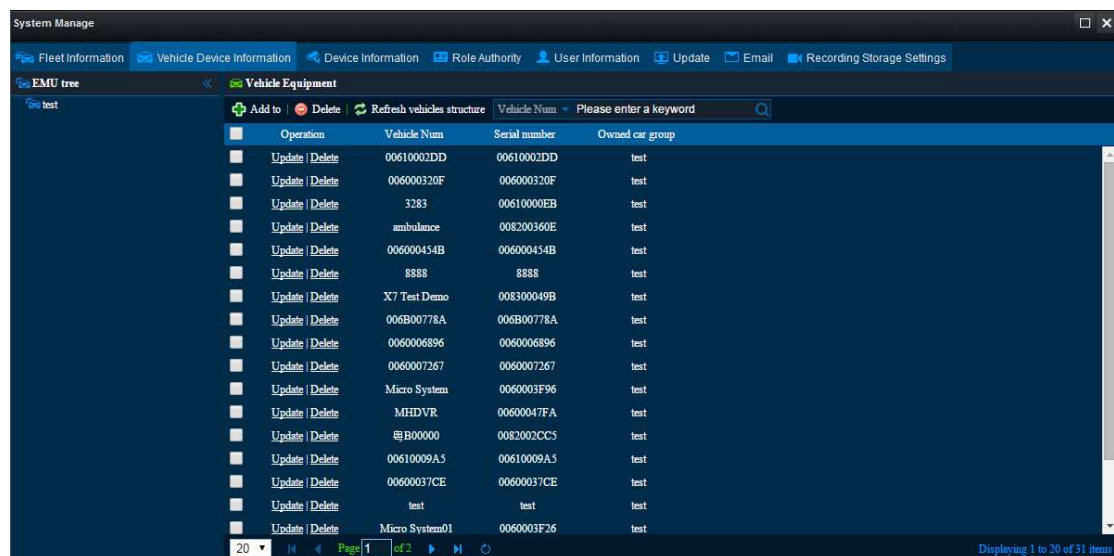 System Manage
Fleet Information Vehicle Device Information Device Information Role Authority User Information Update Email Recording Storage Settings
EMU tree
test
Vehicle Equipment
Add to | Delete | Refresh vehicles structure Vehicle Num Please enter a keyword
Operation Vehicle Num Serial number Owned car group
Update | Delete 00610002DD 00610002DD test
Update | Delete 006000320F 006000320F test
Update | Delete 3283 00610000EB test
Update | Delete ambulance 008200360E test
Update | Delete 006000454B 006000454B test
Update | Delete 8888 8888 test
Update | Delete X7 Test Demo 008300049B test
Update | Delete 006B00778A 006B00778A test
Update | Delete 0060006896 0060006896 test
Update | Delete 0060007267 0060007267 test
Update | Delete Micro System 0060003F96 test
Update | Delete MHDVR 00600047FA test
Update | Delete 粤B00000 0082002CC5 test
Update | Delete 00610009A5 00610009A5 test
Update | Delete 00600037CE 00600037CE test
Update | Delete test test test
Update | Delete Micro System01 0060003F26 test
20 Page 1 of 2 Displaying 1 to 20 of 31 items